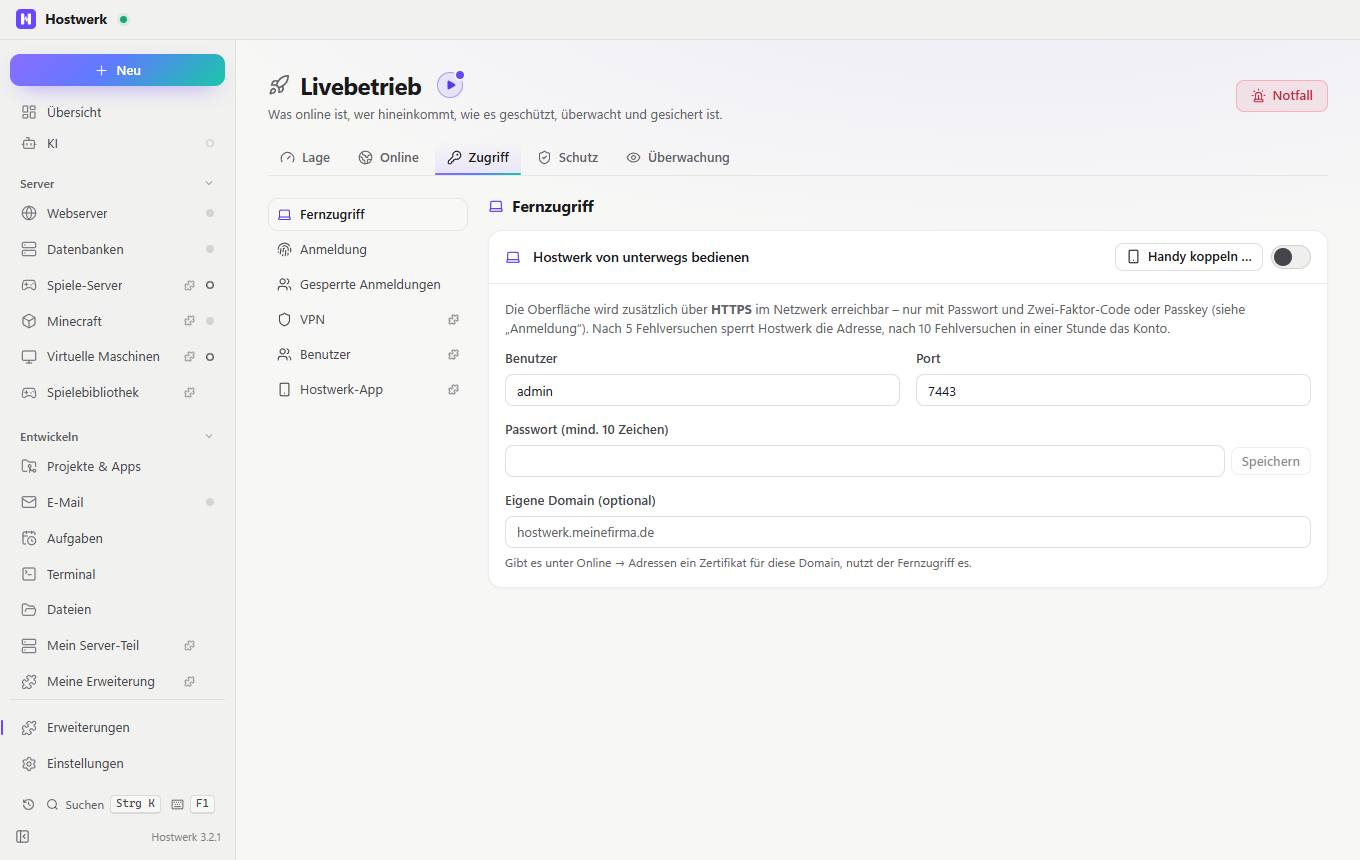 Hostwerk
Neu
Übersicht
KI
Server
Webserver
Datenbanken
Spiele-Server
Minecraft
Virtuelle Maschinen
Spielebibliothek
Entwickeln
Projekte & Apps
E-Mail
Aufgaben
Terminal
Dateien
Mein Server-Teil
Meine Erweiterung
Erweiterungen
Einstellungen
Suchen Strg K F1
Hostwerk 3.2.1
Livebetrieb
Was online ist, wer hineinkommt, wie es geschützt, überwacht und gesichert ist.
Notfall
Lage Online Zugriff Schutz Überwachung
Fernzugriff
Anmeldung
Gesperrte Anmeldungen
VPN
Benutzer
Hostwerk-App
Fernzugriff
Hostwerk von unterwegs bedienen
Handy koppeln ...
Die Oberfläche wird zusätzlich über HTTPS im Netzwerk erreichbar – nur mit Passwort und Zwei-Faktor-Code oder Passkey (siehe
„Anmeldung“). Nach 5 Fehlversuchen sperrt Hostwerk die Adresse, nach 10 Fehlversuchen in einer Stunde das Konto.
Benutzer Port
admin 7443
Passwort (mind. 10 Zeichen)
Speichern
Eigene Domain (optional)
hostwerk.meinefirma.de
Gibt es unter Online → Adressen ein Zertifikat für diese Domain, nutzt der Fernzugriff es.